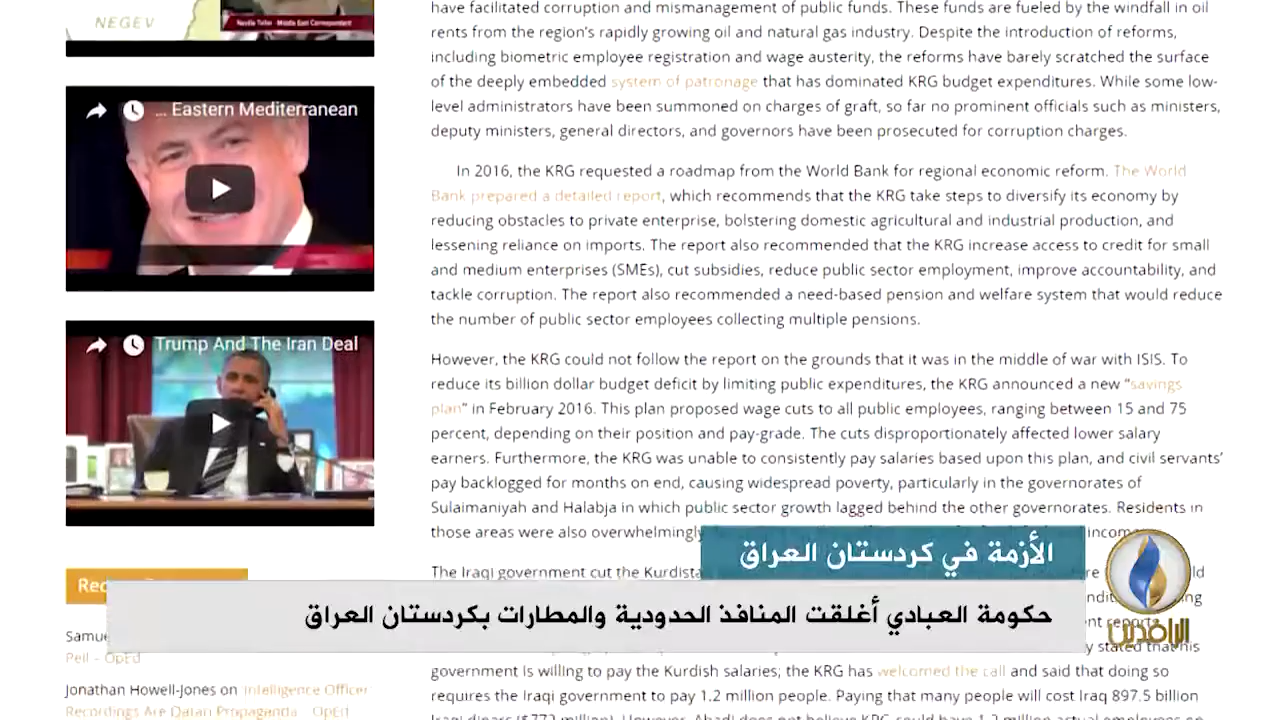 NEGEV
Neville Teller - Middle East Correspondent
... Eastern Mediterranean
Trump And The Iran Deal
have facilitated corruption and mismanagement of public funds. These funds are fueled by the windfall in oil
rents from the region's rapidly growing oil and natural gas industry. Despite the introduction of reforms,
including biometric employee registration and wage austerity, the reforms have barely scratched the surface
of the deeply embedded system of patronage that has dominated KRG budget expenditures. While some low-
level administrators have been summoned on charges of graft, so far no prominent officials such as ministers,
deputy ministers, general directors, and governors have been prosecuted for corruption charges.
In 2016, the KRG requested a roadmap from the World Bank for regional economic reform. The World
Bank prepared a detailed report, which recommends that the KRG take steps to diversify its economy by
reducing obstacles to private enterprise, bolstering domestic agricultural and industrial production, and
lessening reliance on imports. The report also recommended that the KRG increase access to credit for small
and medium enterprises (SMEs), cut subsidies, reduce public sector employment, improve accountability, and
tackle corruption. The report also recommended a need-based pension and welfare system that would reduce
the number of public sector employees collecting multiple pensions.
However, the KRG could not follow the report on the grounds that it was in the middle of war with ISIS. To
reduce its billion dollar budget deficit by limiting public expenditures, the KRG announced a new "savings
plan" in February 2016. This plan proposed wage cuts to all public employees, ranging between 15 and 75
percent, depending on their position and pay-grade. The cuts disproportionately affected lower salary
earners. Furthermore, the KRG was unable to consistently pay salaries based upon this plan, and civil servants'
pay backlogged for months on end, causing widespread poverty, particularly in the governorates of
Sulaimaniyah and Halabja in which public sector growth lagged behind the other governorates. Residents in
those areas were also overwhelmingly
The Iraqi government cut the
الأزمة في كردستان العراق
حكومة العبادي أغلقت المنافذ الحدودية والمطارات بكردستان العراق
الرافدين
stated that his
government is willing to pay the Kurdish salaries; the KRG has welcomed the call and said that doing so
requires the Iraqi government to pay 1.2 million people. Paying that many people will cost Iraq 897.5 billion
Pell – OpEd
Jonathan Howell-Jones on Intelligence Officer:
Recordings Are Qatari Propaganda – OpEd